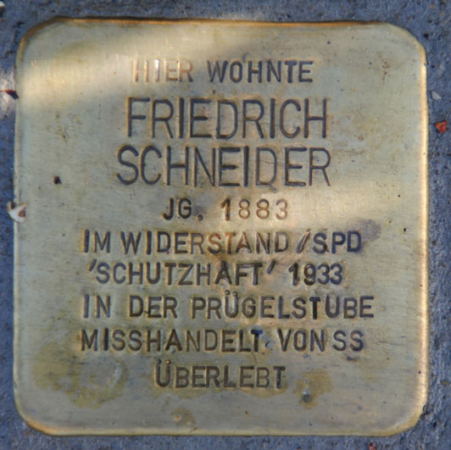 HIER WOHNTE
FRIEDRICH
SCHNEIDER
JG. 1883
IM WIDERSTAND / SPD
'SCHUTZHAFT' 1933
IN DER PRÜGELSTUBE
MISSHANDELT VON SS
ÜBERLEBT